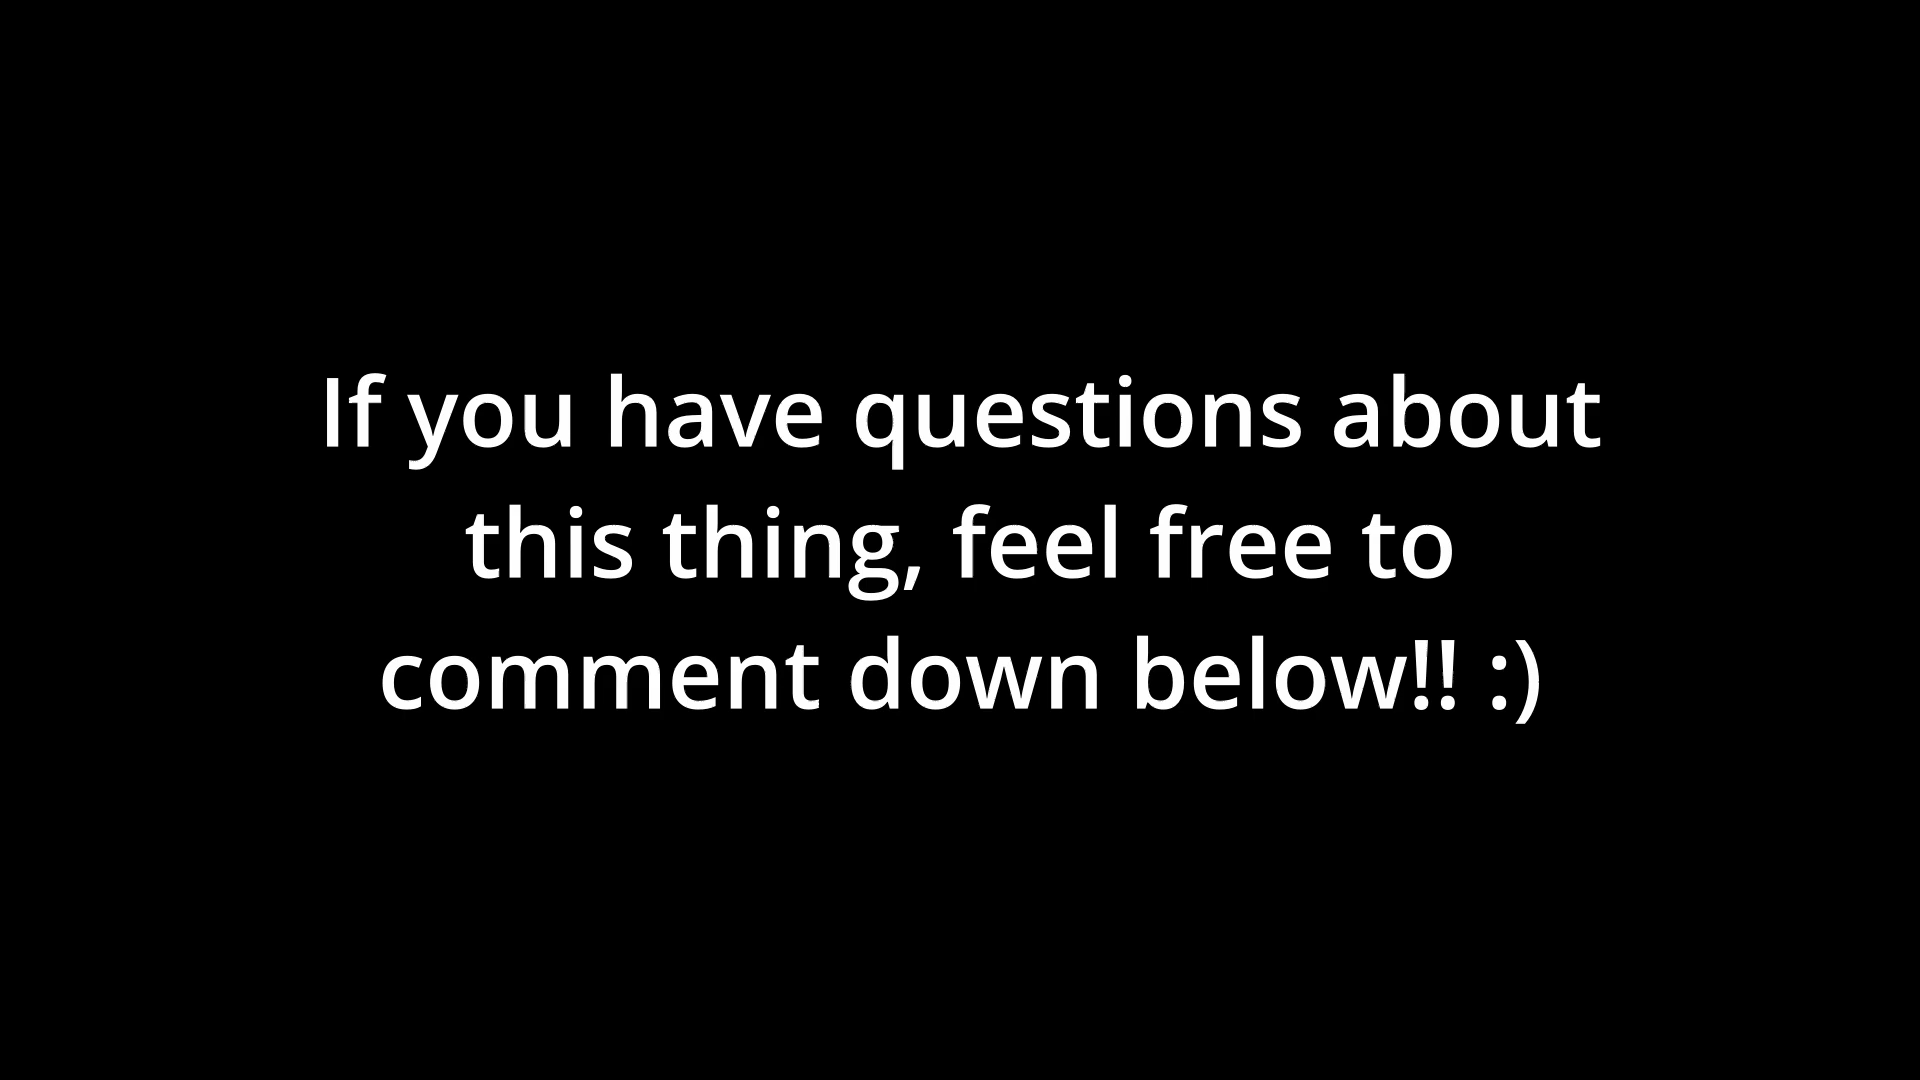 If you have questions about
this thing, feel free to
comment down below!! :)